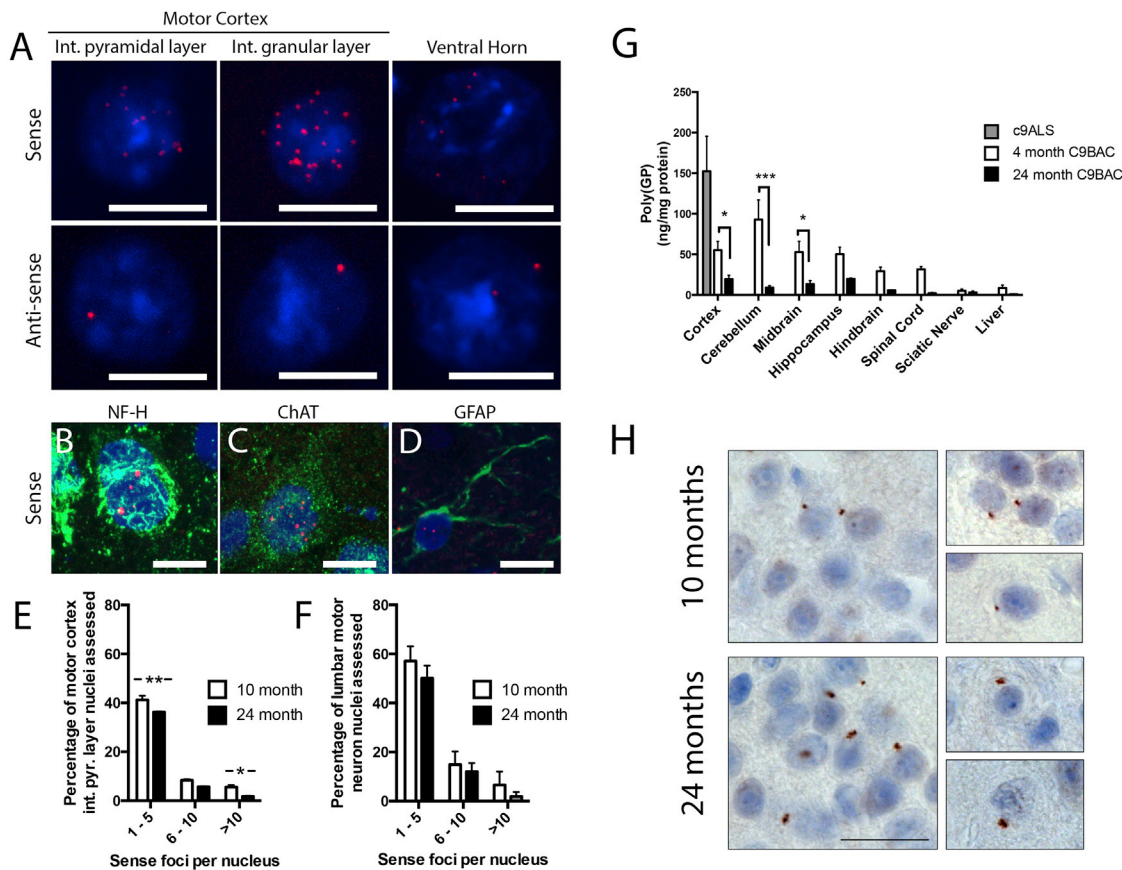 A
Motor Cortex
Int. pyramidal layer
Int. granular layer
Ventral Horn
Sense
Anti-sense
NF-H
ChAT
GFAP
B
C
D
Sense
E
Percentage of motor cortex
int. pyr. layer nuclei assessed
80
60
40
20
0
**
*
10 month
24 month
1 - 5
6 - 10
>10
Sense foci per nucleus
F
Percentage of lumbar motor
neuron nuclei assessed
80
60
40
20
0
10 month
24 month
1 - 5
6 - 10
>10
Sense foci per nucleus
G
Poly(GP)
(ng/mg protein)
250
200
150
100
50
0
*
***
*
c9ALS
4 month C9BAC
24 month C9BAC
Cortex
Cerebellum
Midbrain
Hippocampus
Hindbrain
Spinal Cord
Sciatic Nerve
Liver
H
10 months
24 months